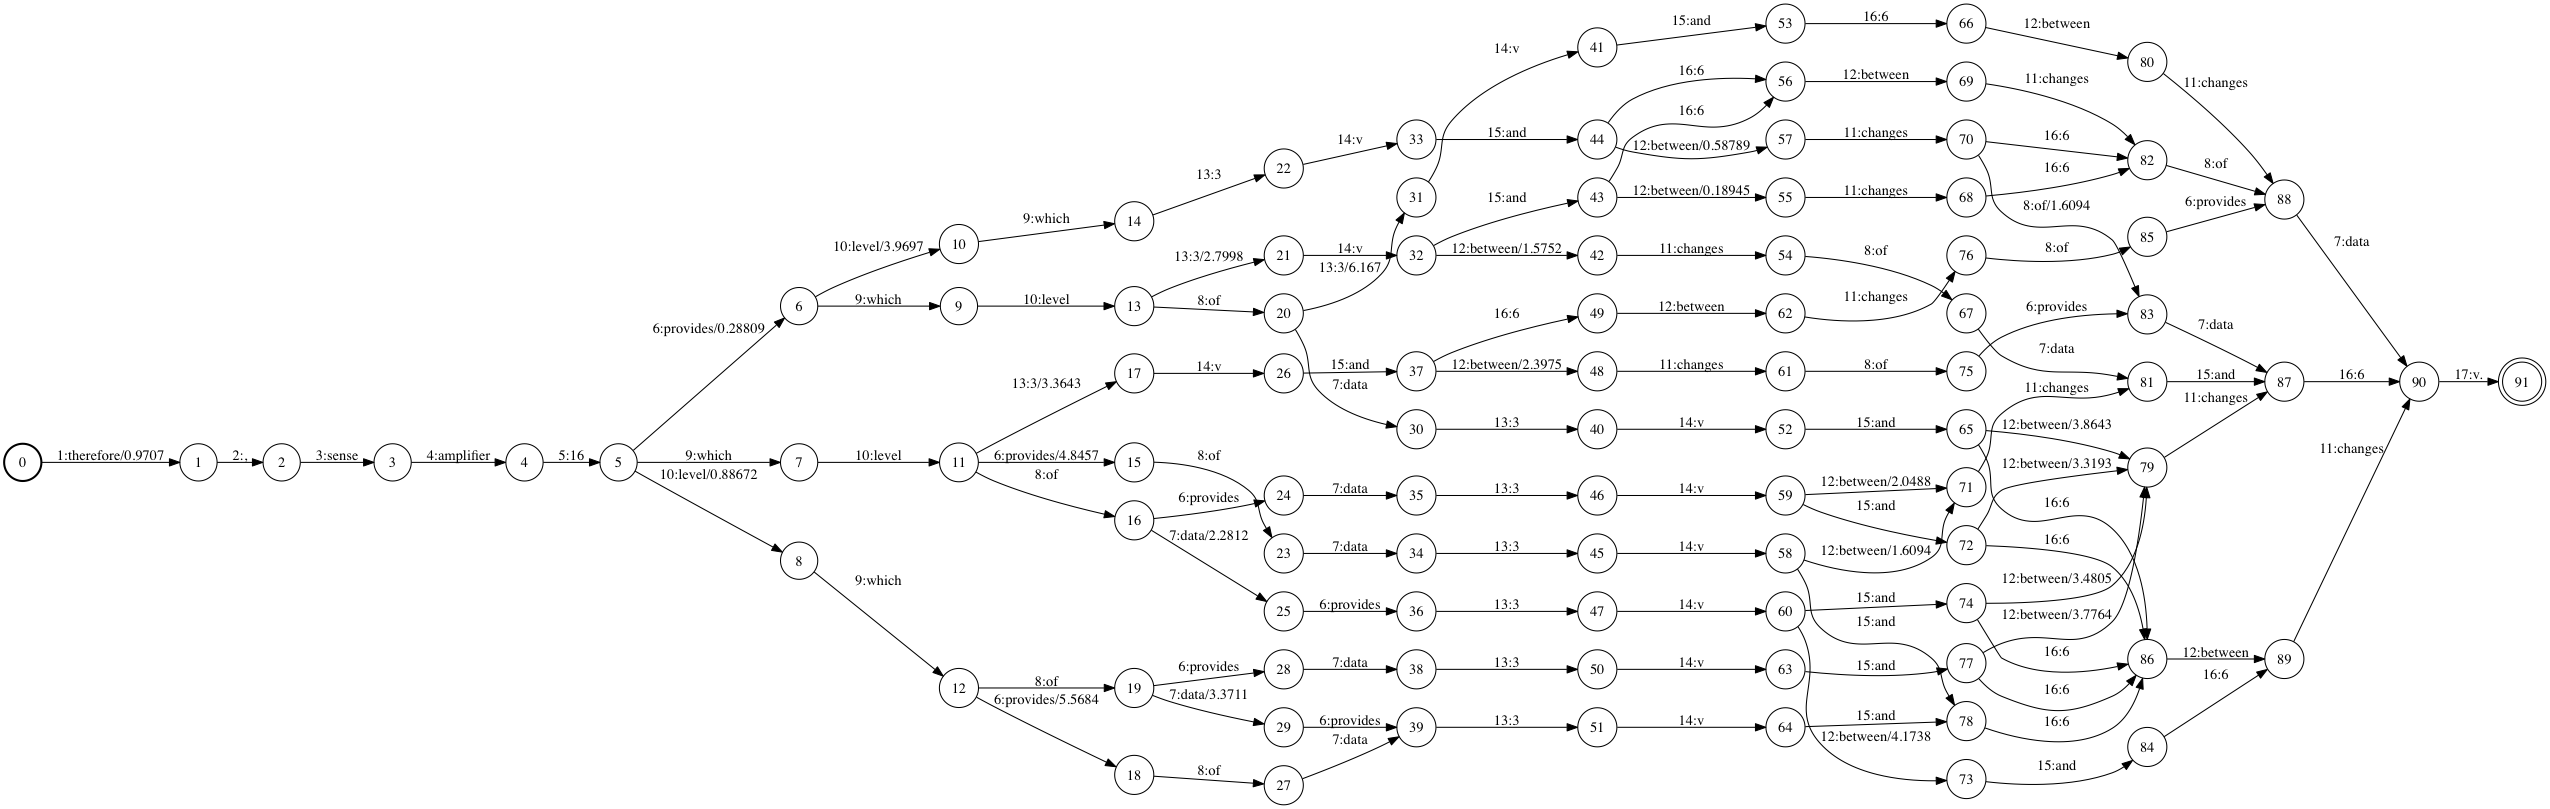 0 1:therefore/0.9707 1 2:, 2 3:sense 3 4:amplifier 4 5:16 5
6:provides/0.28809 6
9:which 7
10:level/0.88672 8
10:level/3.9697 10
9:which 9
10:level 11
9:which 12
9:which 14
10:level 13
13:3/3.3643 17
6:provides/4.8457 15
8:of 16
8:of 19
6:provides/5.5684 18
13:3 22
13:3/2.7998 21
8:of 20
14:v 26
8:of 23
6:provides 24
7:data/2.2812 25
6:provides 28
7:data/3.3711 29
8:of 27
14:v 33
14:v 32
13:3/6.167 31
7:data 30
15:and 37
7:data 35
7:data 34
6:provides 36
7:data 38
6:provides 39
7:data
14:v 41
15:and 44
15:and 43
12:between/1.5752 42
16:6 49
12:between/2.3975 48
13:3 40
13:3 46
13:3 45
13:3 47
13:3 50
13:3 51
15:and 53
16:6 56
16:6
12:between/0.58789 57
12:between/0.18945 55
11:changes 54
12:between 62
11:changes 61
14:v 52
14:v 59
14:v 58
14:v 60
14:v 63
14:v 64
16:6 66
12:between 69
11:changes 70
11:changes 68
8:of 67
11:changes 76
8:of 75
15:and 65
12:between/2.0488 71
15:and 72
12:between/1.6094
15:and 78
15:and 74
12:between/4.1738 73
15:and 77
15:and
12:between 80
11:changes 82
16:6
16:6
8:of/1.6094 83
8:of 85
6:provides
7:data 81
11:changes
12:between/3.8643 79
16:6 86
12:between/3.3193
16:6
12:between/3.4805
16:6
12:between/3.7764
16:6
16:6
15:and 84
11:changes 88
8:of
6:provides
7:data 87
15:and
11:changes
12:between 89
16:6
7:data 90
16:6
11:changes
17:v. 91